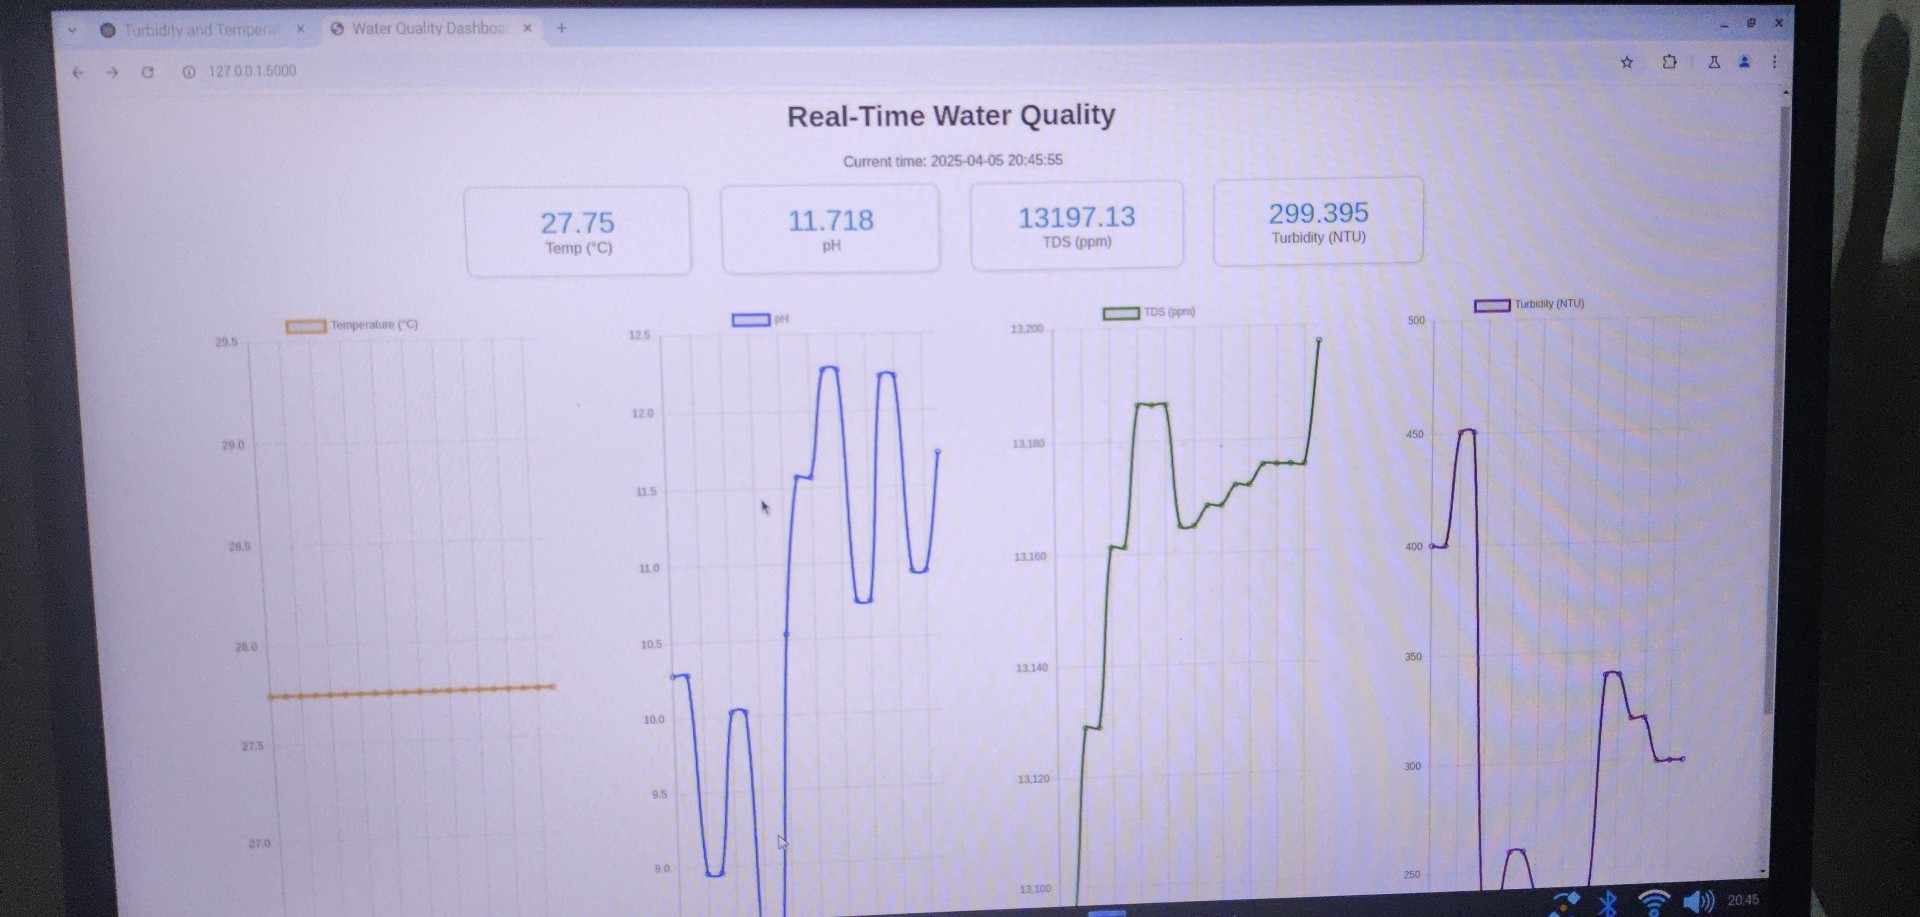 Turbidity and Tempera
Water Quality Dashboa
127.0.0.1:5000
Real-Time Water Quality
Current time: 2025-04-05 20:45:55
27.75
Temp (°C)
11.718
pH
13197.13
TDS (ppm)
299.395
Turbidity (NTU)
Temperature (°C)
29.5
29.0
28.5
28.0
27.5
27.0
pH
12.5
12.0
11.5
11.0
10.5
10.0
9.5
9.0
TDS (ppm)
13,200
13,180
13,160
13,140
13,120
13,100
Turbidity (NTU)
500
450
400
350
300
250
20:45